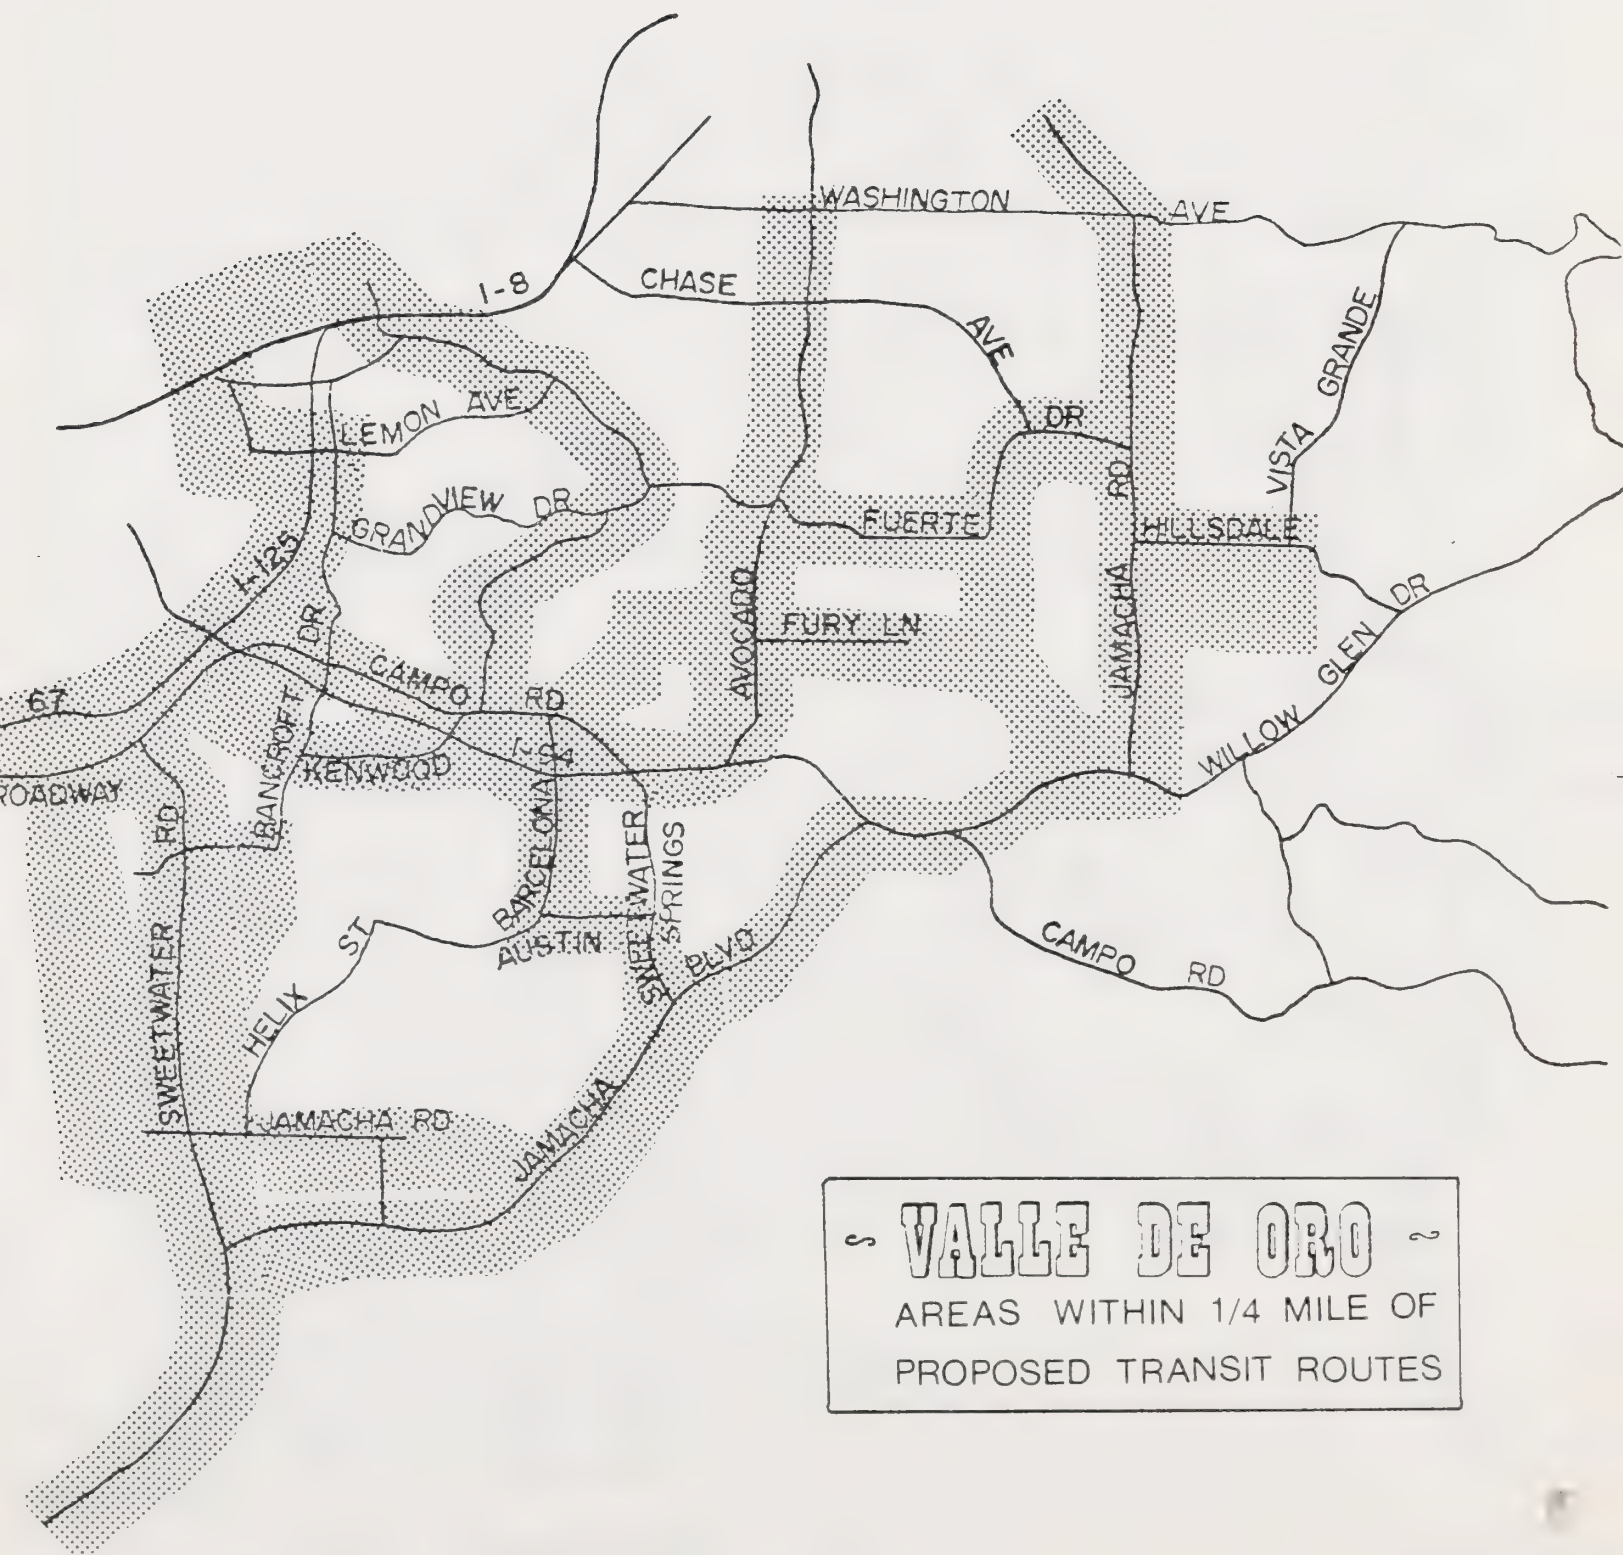 WASHINGTON AVE
I-8
CHASE AVE
VISTA GRANDE
LEMON AVE
DR
RD
GRANDVIEW DR
FUERTE
HILLSDALE
I-125
AVOCADO
JAMACHA
DR
FURY LN
GLEN DR
CAMPO RD
67
BANCROFT DR
WILLOW
KENWOOD
ROADWAY
RD
BARCELONA
SWEETWATER
SPRINGS
AUSTIN
ST
BLVD
CAMPO RD
SWEETWATER
HELIX
JAMACHA RD
JAMACHA
~ VALLE DE ORO ~
AREAS WITHIN 1/4 MILE OF
PROPOSED TRANSIT ROUTES